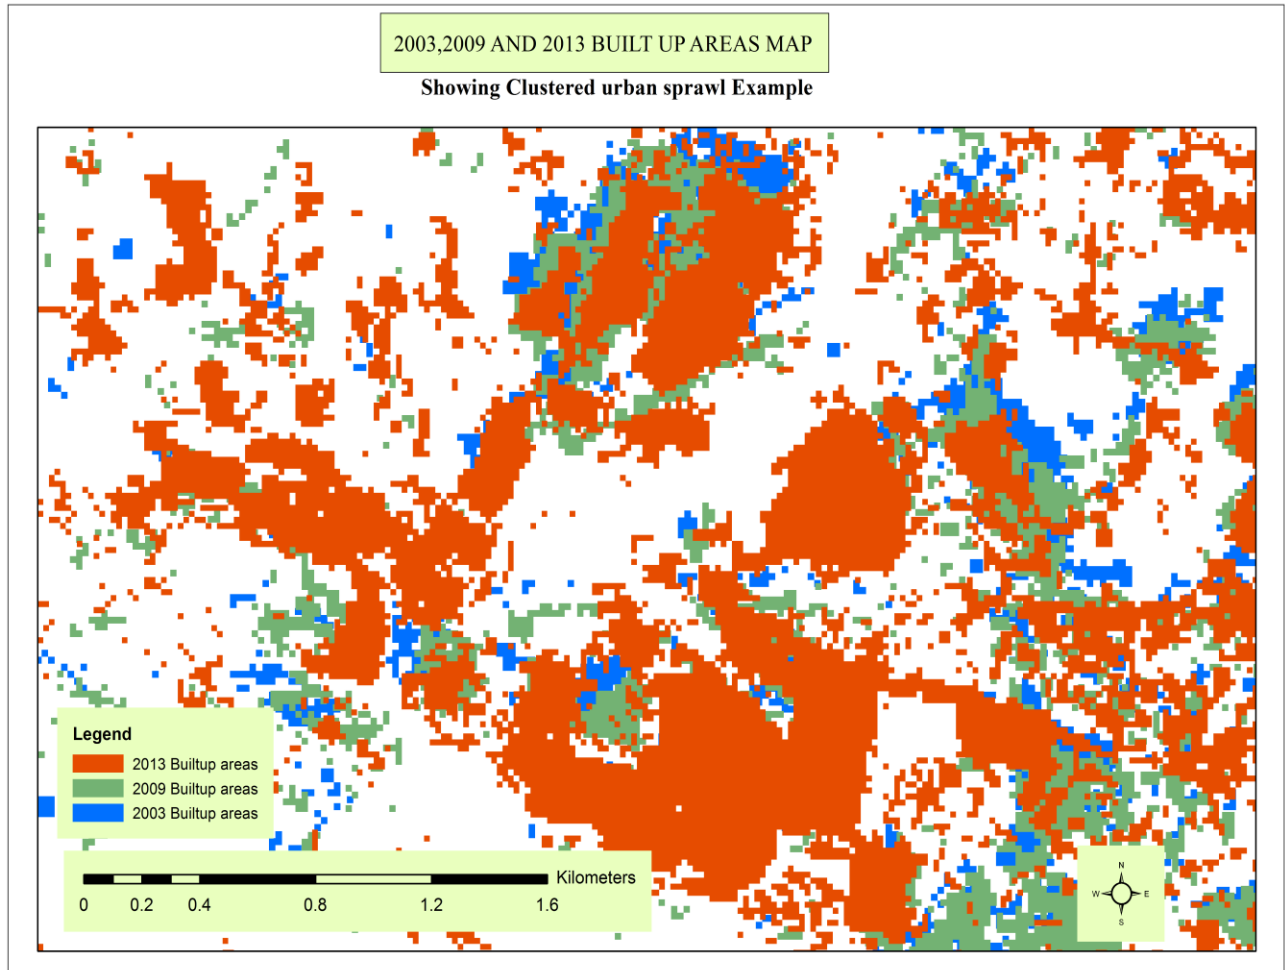 2003,2009 AND 2013 BUILT UP AREAS MAP
Showing Clustered urban sprawl Example
Legend
2013 Builtup areas
2009 Builtup areas
2003 Builtup areas
Kilometers
0 0.2 0.4 0.8 1.2 1.6
N
W E
S